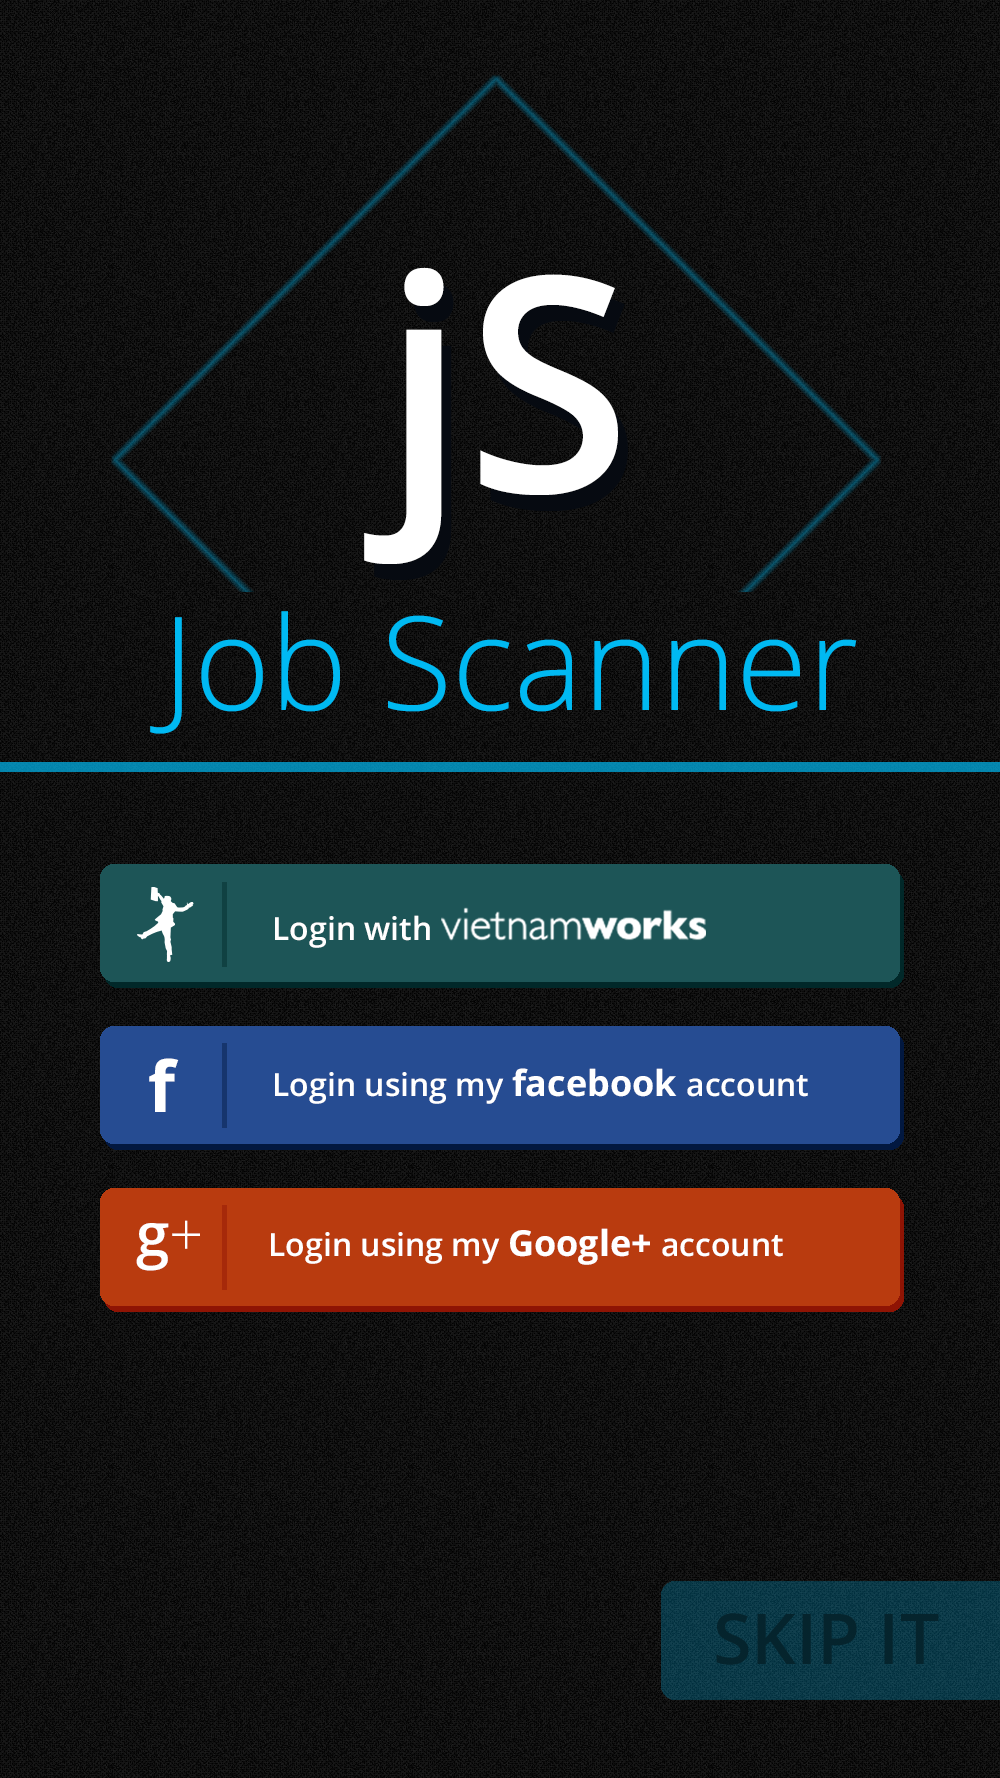 jS
Job Scanner
Login with vietnamworks
f
Login using my facebook account
g+
Login using my Google+ account
SKIP IT